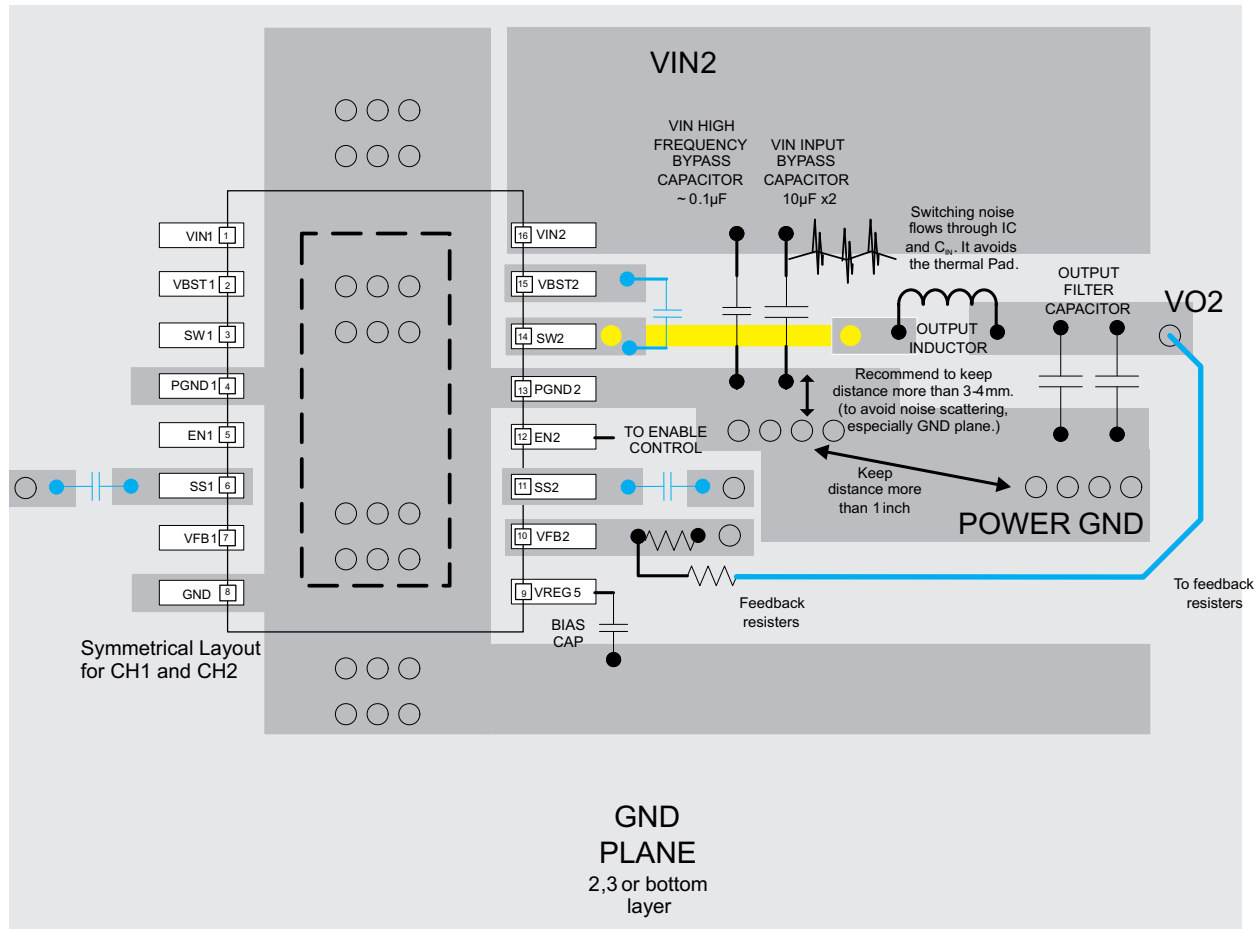 VIN2
VIN HIGH
FREQUENCY
BYPASS
CAPACITOR
~ 0.1µF
VIN INPUT
BYPASS
CAPACITOR
10µF x2
Switching noise
flows through IC
and CIN. It avoids
the thermal Pad.
OUTPUT
FILTER
CAPACITOR
VO2
OUTPUT
INDUCTOR
Recommend to keep
distance more than 3-4mm.
(to avoid noise scattering,
especially GND plane.)
Keep
distance more
than 1 inch
POWER GND
To feedback
resisters
VIN1 1
VBST1 2
SW1 3
PGND1 4
EN1 5
SS1 6
VFB1 7
GND 8
16 VIN2
15 VBST2
14 SW2
13 PGND2
12 EN2
11 SS2
10 VFB2
9 VREG5
TO ENABLE
CONTROL
Feedback
resisters
BIAS
CAP
Symmetrical Layout
for CH1 and CH2
GND
PLANE
2,3 or bottom
layer